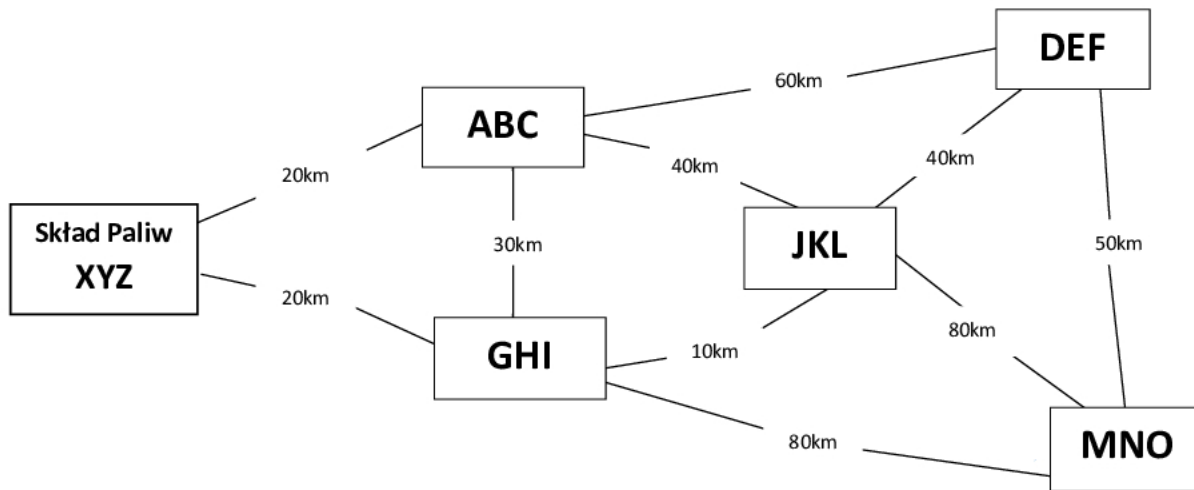 DEF
60km
ABC
40km
40km
20km
Skład Paliw
XYZ
JKL
30km
50km
20km
80km
GHI
10km
80km
MNO